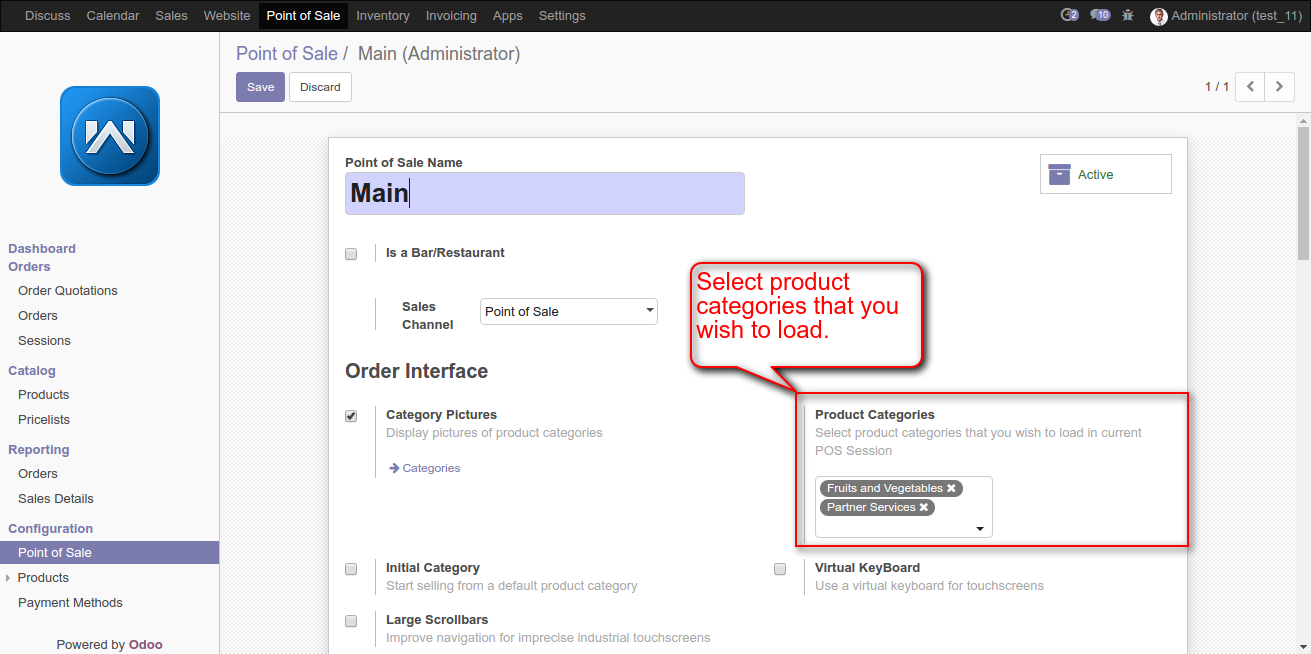 Discuss Calendar Sales Website Point of Sale Inventory Invoicing Apps Settings 2 10 Administrator (test_11)
Point of Sale / Main (Administrator)
Save Discard 1 / 1
W
Point of Sale Name
Main
Active
Is a Bar/Restaurant
Sales Channel
Point of Sale
Select product
categories that you
wish to load.
Order Interface
Category Pictures
Display pictures of product categories
Categories
Product Categories
Select product categories that you wish to load in current
POS Session
Fruits and Vegetables ✖
Partner Services ✖
Initial Category
Start selling from a default product category
Virtual KeyBoard
Use a virtual keyboard for touchscreens
Large Scrollbars
Improve navigation for imprecise industrial touchscreens
Dashboard
Orders
Order Quotations
Orders
Sessions
Catalog
Products
Pricelists
Reporting
Orders
Sales Details
Configuration
Point of Sale
Products
Payment Methods
Powered by Odoo